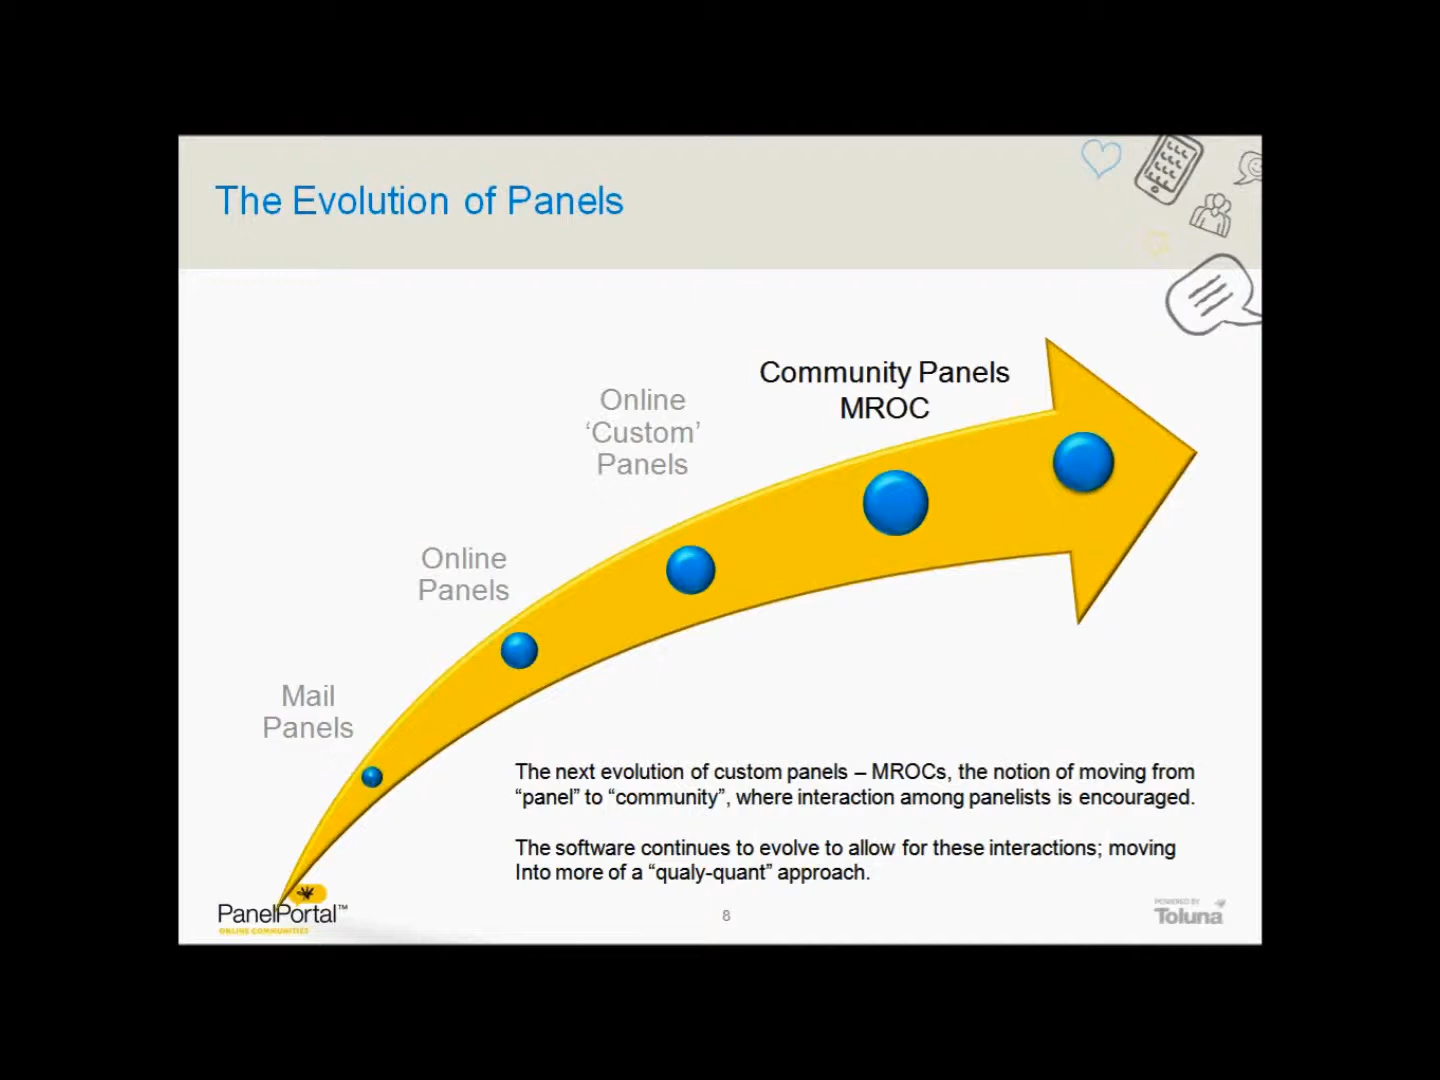 The Evolution of Panels
Community Panels
MROC
Online
‘Custom’
Panels
Online
Panels
Mail
Panels
The next evolution of custom panels – MROCs, the notion of moving from
“panel” to “community”, where interaction among panelists is encouraged.
The software continues to evolve to allow for these interactions; moving
Into more of a “qualy-quant” approach.
PanelPortal™
ONLINE COMMUNITIES
8
POWERED BY
Toluna